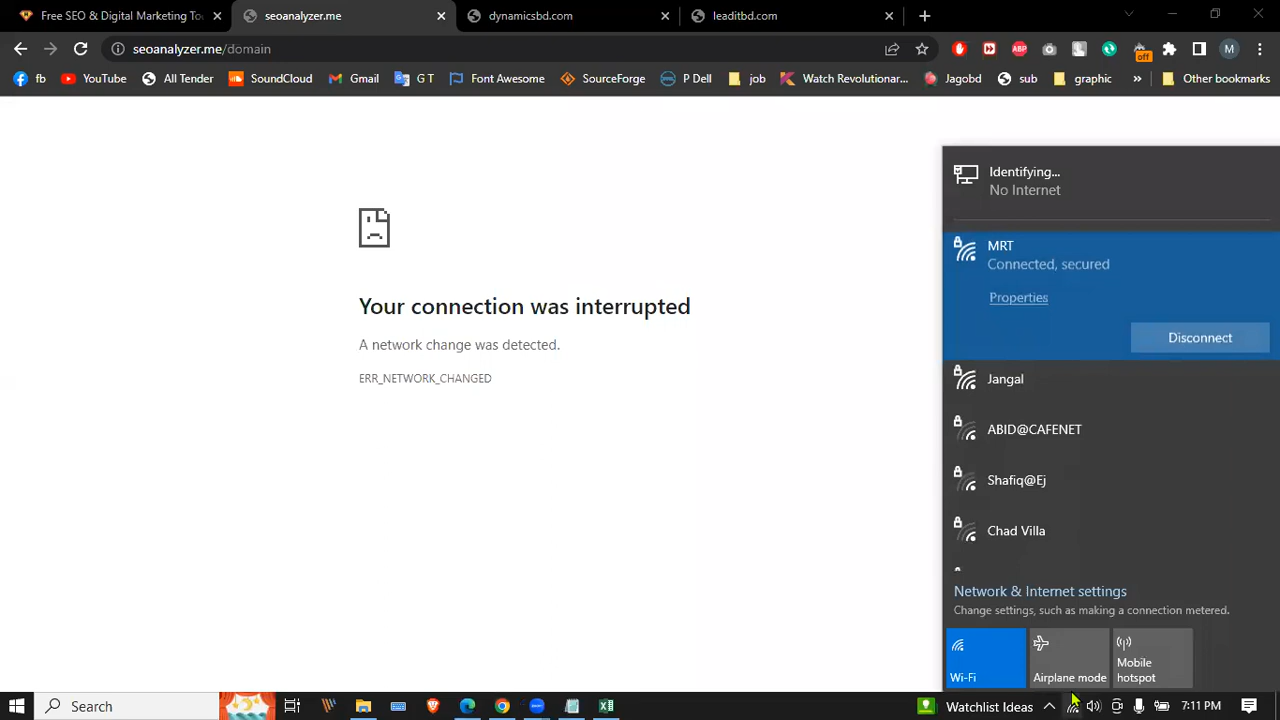 Free SEO & Digital Marketing To
seoanalyzer.me
dynamicsbd.com
leaditbd.com
seoanalyzer.me/domain
ABP
off
M
fb
YouTube
All Tender
SoundCloud
Gmail
G T
Font Awesome
SourceForge
P Dell
job
Watch Revolutionar...
Jagobd
sub
graphic
»
Other bookmarks
Your connection was interrupted
A network change was detected.
ERR_NETWORK_CHANGED
Identifying...
No Internet
MRT
Connected, secured
Properties
Disconnect
Jangal
ABID@CAFENET
Shafiq@Ej
Chad Villa
Network & Internet settings
Change settings, such as making a connection metered.
Wi-Fi
Airplane mode
Mobile
hotspot
Search
Watchlist Ideas
7:11 PM